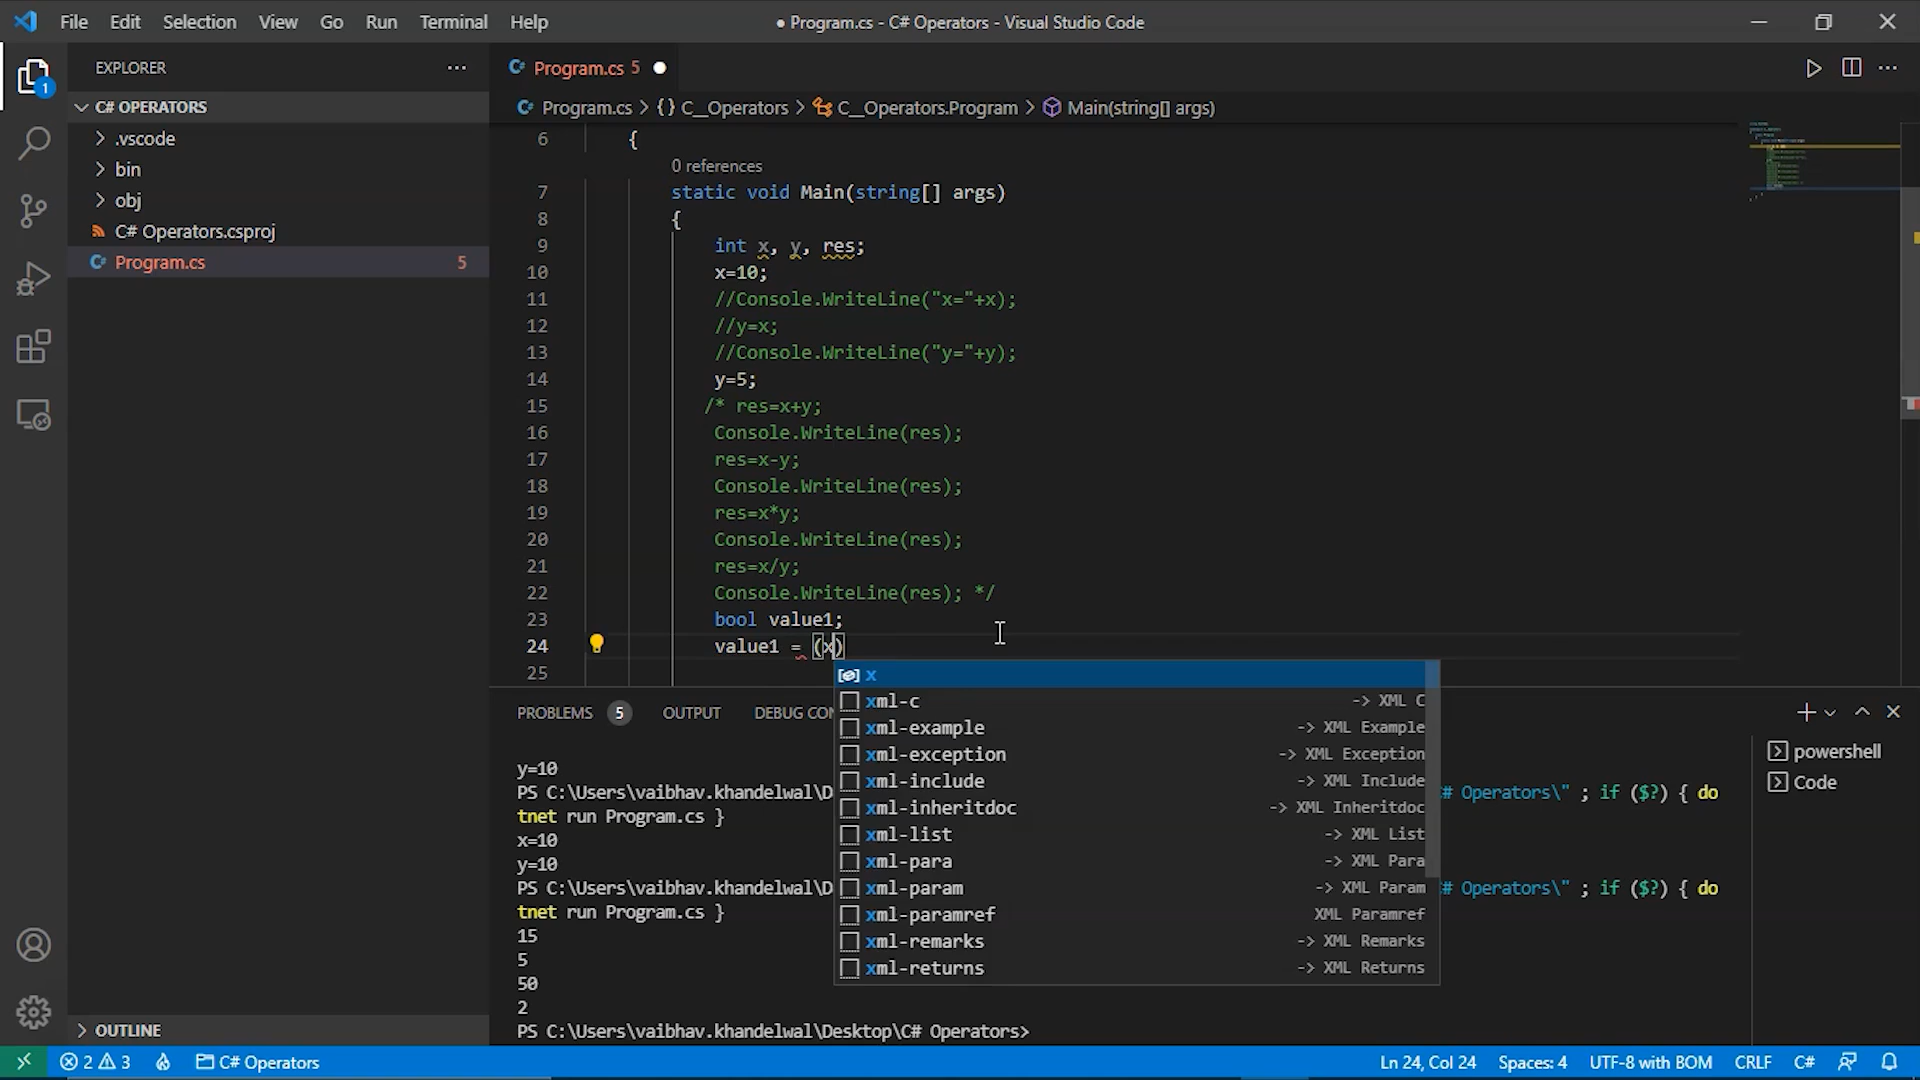 File Edit Selection View Go Run Terminal Help
● Program.cs - C# Operators - Visual Studio Code
EXPLORER
C# OPERATORS
.vscode
bin
obj
C# Operators.csproj
Program.cs 5
1
Program.cs 5
Program.cs > {} C__Operators > C__Operators.Program > Main(string[] args)
6 {
0 references
7 static void Main(string[] args)
8 {
9 int x, y, res;
10 x=10;
11 //Console.WriteLine("x="+x);
12 //y=x;
13 //Console.WriteLine("y="+y);
14 y=5;
15 /* res=x+y;
16 Console.WriteLine(res);
17 res=x-y;
18 Console.WriteLine(res);
19 res=x*y;
20 Console.WriteLine(res);
21 res=x/y;
22 Console.WriteLine(res); */
23 bool value1;
24 value1 = (x)
25
x
xml-c -> XML C
xml-example -> XML Example
xml-exception -> XML Exception
xml-include -> XML Include
xml-inheritdoc -> XML Inheritdoc
xml-list -> XML List
xml-para -> XML Para
xml-param -> XML Param
xml-paramref XML Paramref
xml-remarks -> XML Remarks
xml-returns -> XML Returns
PROBLEMS 5 OUTPUT DEBUG CON
powershell
Code
y=10
PS C:\Users\vaibhav.khandelwal\D # Operators\" ; if ($?) { do
tnet run Program.cs }
x=10
y=10
PS C:\Users\vaibhav.khandelwal\D # Operators\" ; if ($?) { do
tnet run Program.cs }
15
5
50
2
PS C:\Users\vaibhav.khandelwal\Desktop\C# Operators>
OUTLINE
2 3 C# Operators
Ln 24, Col 24 Spaces: 4 UTF-8 with BOM CRLF C#